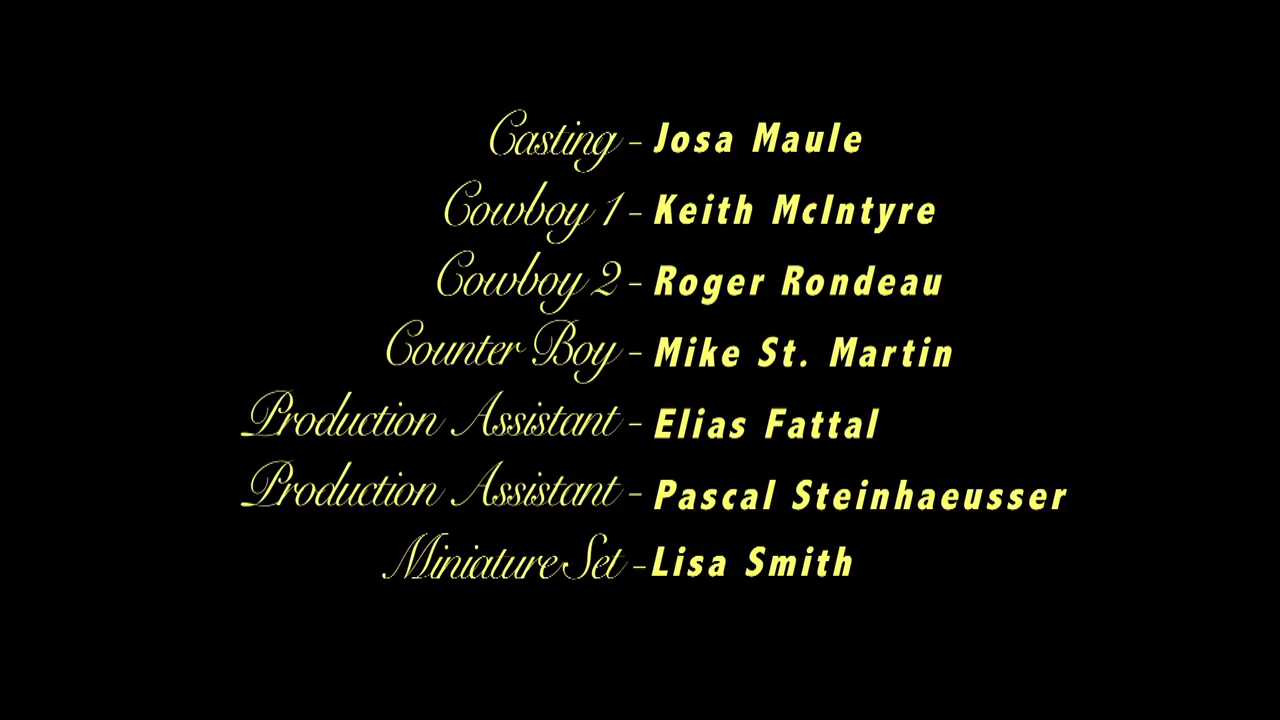 Casting - Josa Maule
Cowboy 1 - Keith McIntyre
Cowboy 2 - Roger Rondeau
Counter Boy - Mike St. Martin
Production Assistant - Elias Fattal
Production Assistant - Pascal Steinhaeusser
Miniature Set -Lisa Smith